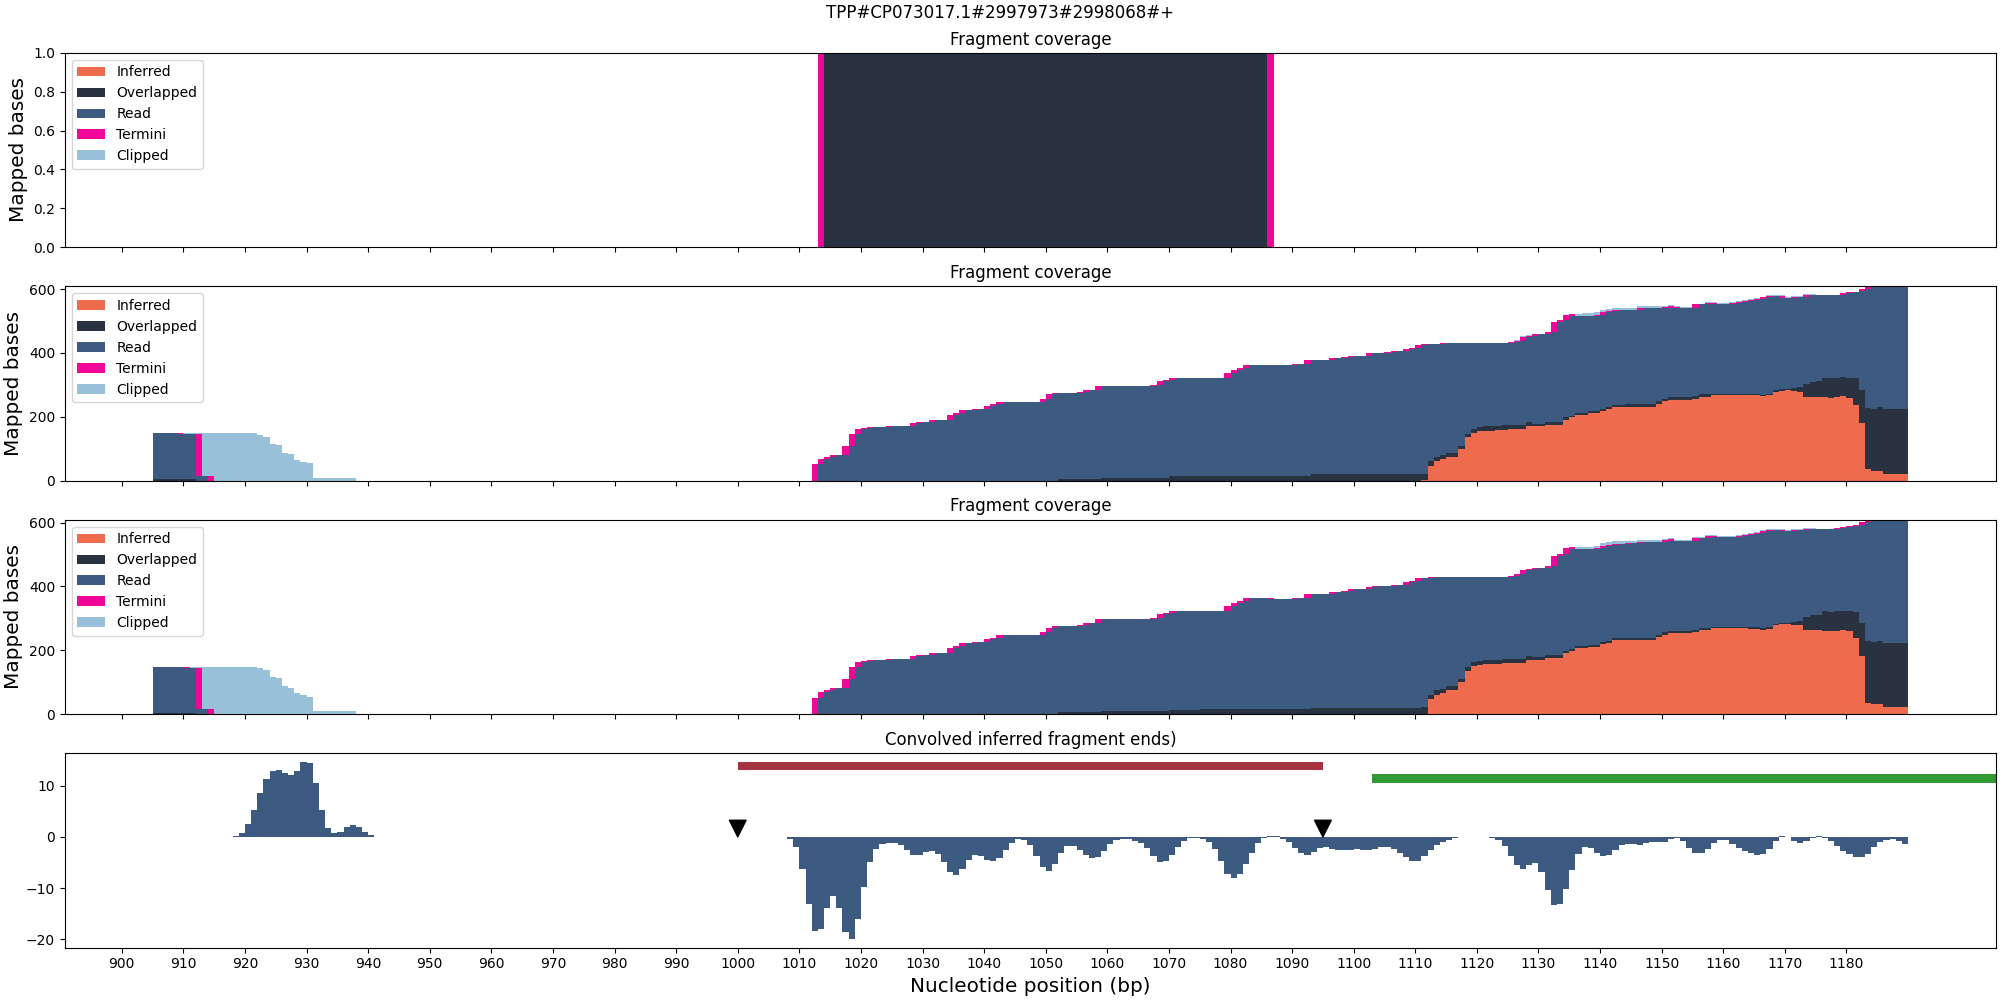 TPP#CP073017.1#2997973#2998068#+
Fragment coverage
Mapped bases
1.0
0.8
0.6
0.4
0.2
0.0
Inferred
Overlapped
Read
Termini
Clipped
Fragment coverage
Mapped bases
600
400
200
0
Inferred
Overlapped
Read
Termini
Clipped
Fragment coverage
Mapped bases
600
400
200
0
Inferred
Overlapped
Read
Termini
Clipped
Convolved inferred fragment ends)
10
0
−10
−20
900 910 920 930 940 950 960 970 980 990 1000 1010 1020 1030 1040 1050 1060 1070 1080 1090 1100 1110 1120 1130 1140 1150 1160 1170 1180
Nucleotide position (bp)